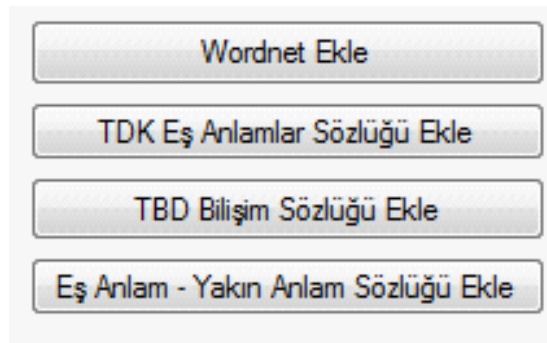 Wordnet Ekle
TDK Eş Anlamlar Sözlüğü Ekle
TBD Bilişim Sözlüğü Ekle
Eş Anlam - Yakın Anlam Sözlüğü Ekle